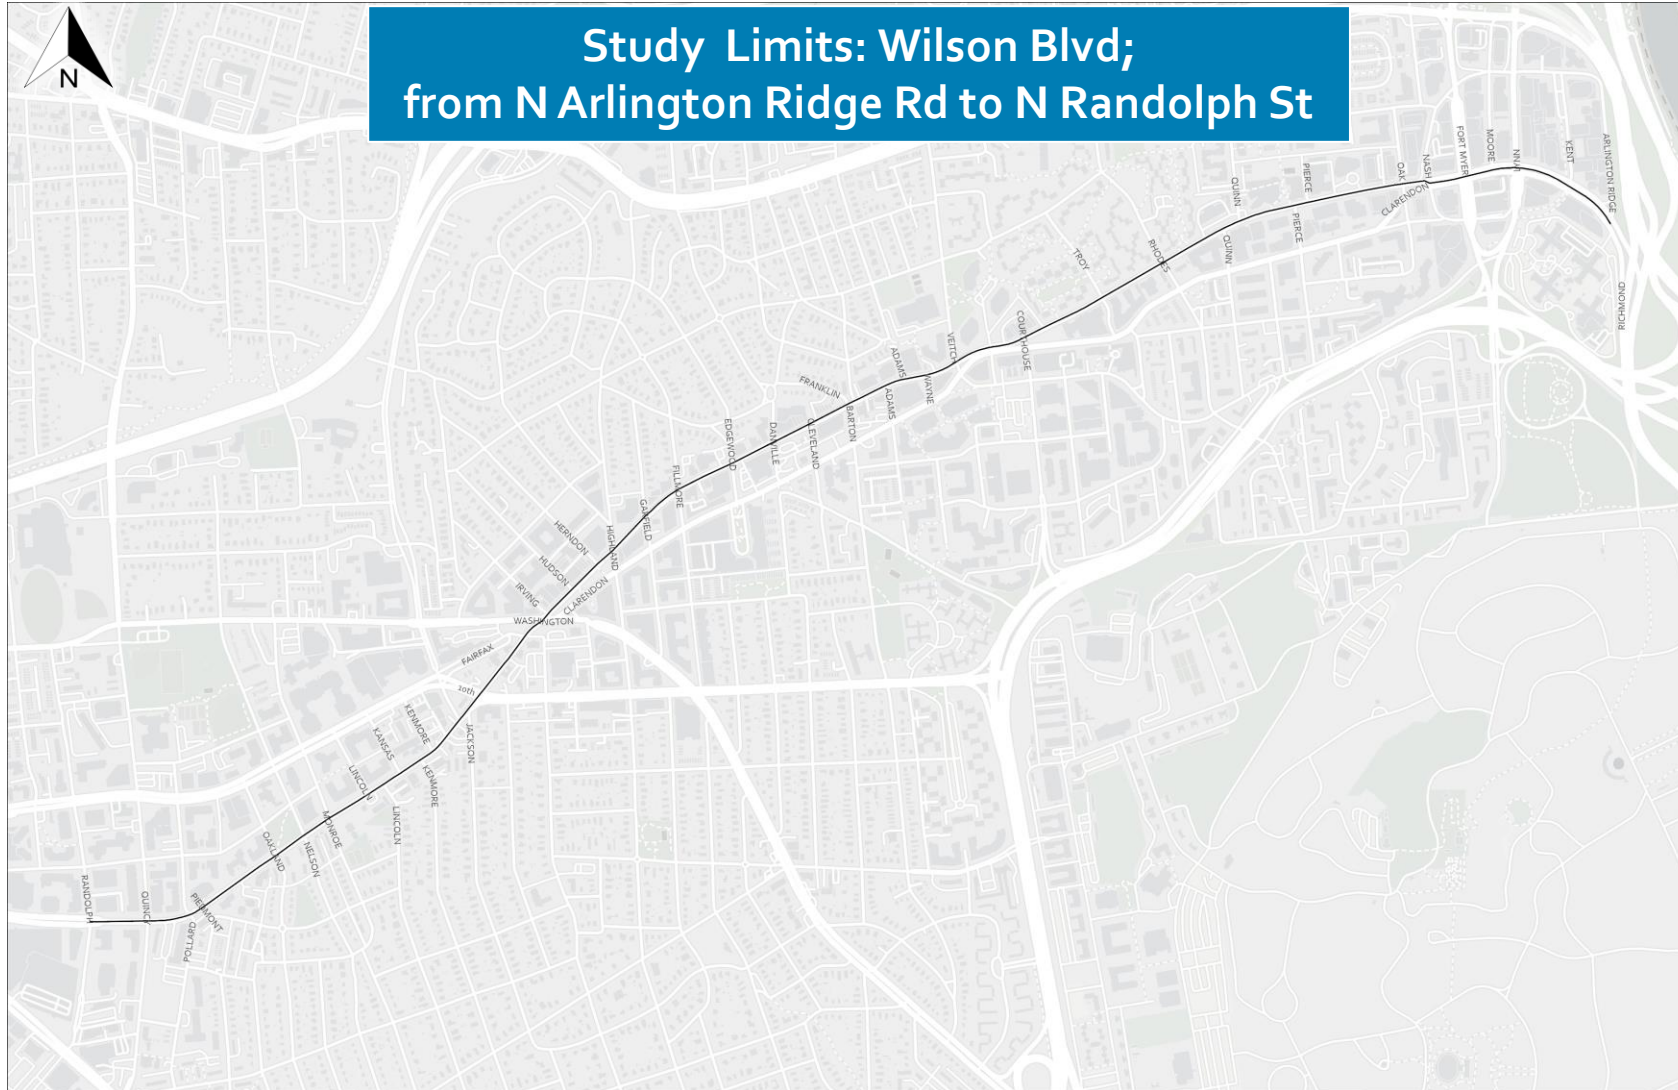 Study Limits: Wilson Blvd;
from N Arlington Ridge Rd to N Randolph St
N
ARLINGTON RIDGE
KENT
MOORE
FORT MYER
NASH
OAK
CLARENDON
PIERCE
PIERCE
QUINN
QUINN
RICHMOND
RHODES
TROY
COURTHOUSE
VEITCH
WAYNE
ADAMS
ADAMS
FRANKLIN
BARTON
CLEVELAND
DANVILLE
EDGEWOOD
FILLMORE
GARFIELD
HIGHLAND
HERNDON
HUDSON
IRVING
CLARENDON
WASHINGTON
FAIRFAX
10th
JACKSON
KENMORE
KENMORE
KANSAS
LINCOLN
LINCOLN
MONROE
NELSON
OAKLAND
PIEDMONT
POLLARD
QUINCY
RANDOLPH